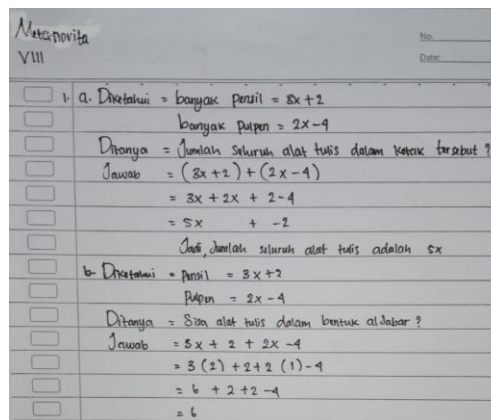 Metanovita
No.
VIII
Date:
1. a. Diketahui = banyak pensil = 3x+2
banyak pulpen = 2x-4
Ditanya = Jumlah seluruh alat tulis dalam kotak tersebut ?
Jawab = (3x+2) + (2x-4)
= 3x + 2x + 2-4
= 5x + -2
Jadi, Jumlah seluruh alat tulis adalah 5x
b. Diketahui = pensil = 3x+2
Pulpen = 2x - 4
Ditanya = Sisa alat tulis dalam bentuk aljabar ?
Jawab = 3x + 2 + 2x -4
= 3 (2) +2+2 (1)-4
= 6 + 2 +2 -4
= 6